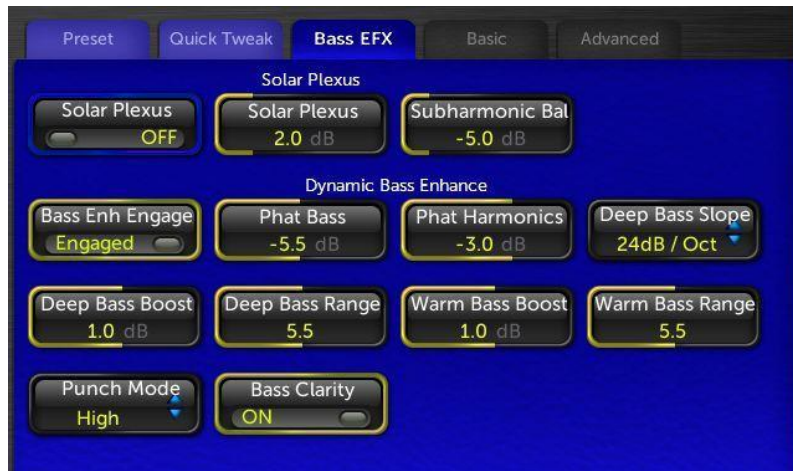 Preset Quick Tweak Bass EFX Basic Advanced
Solar Plexus
Solar Plexus Solar Plexus Subharmonic Bal
OFF 2.0 dB -5.0 dB
Dynamic Bass Enhance
Bass Enh Engage Phat Bass Phat Harmonics Deep Bass Slope
Engaged -5.5 dB -3.0 dB 24dB / Oct
Deep Bass Boost Deep Bass Range Warm Bass Boost Warm Bass Range
1.0 dB 5.5 1.0 dB 5.5
Punch Mode Bass Clarity
High ON